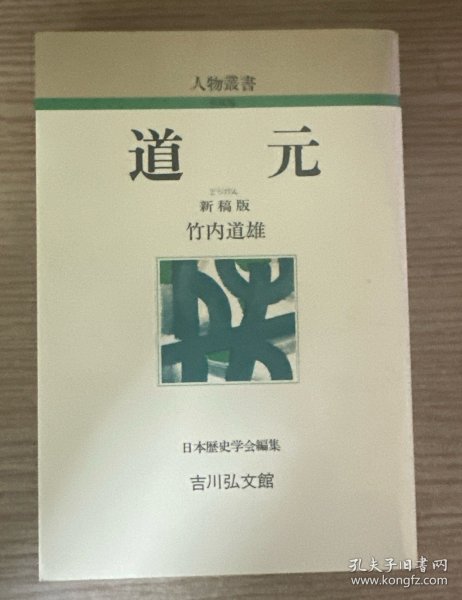 人物叢書
道元
どうげん
新稿版
竹内道雄
日本歴史学会編集
吉川弘文館
孔夫子旧书网
www.kongfz.com